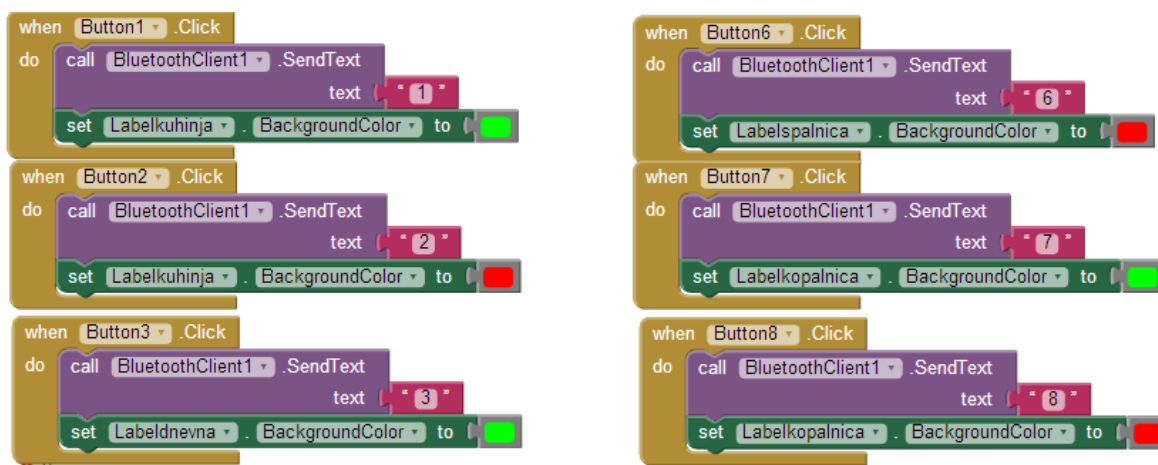 when Button1 .Click
do call BluetoothClient1 .SendText
text "1"
set Labelkuhinja . BackgroundColor to
when Button2 .Click
do call BluetoothClient1 .SendText
text "2"
set Labelkuhinja . BackgroundColor to
when Button3 .Click
do call BluetoothClient1 .SendText
text "3"
set Labeldnevna . BackgroundColor to
when Button6 .Click
do call BluetoothClient1 .SendText
text "6"
set Labelspalnica . BackgroundColor to
when Button7 .Click
do call BluetoothClient1 .SendText
text "7"
set Labelkopalnica . BackgroundColor to
when Button8 .Click
do call BluetoothClient1 .SendText
text "8"
set Labelkopalnica . BackgroundColor to